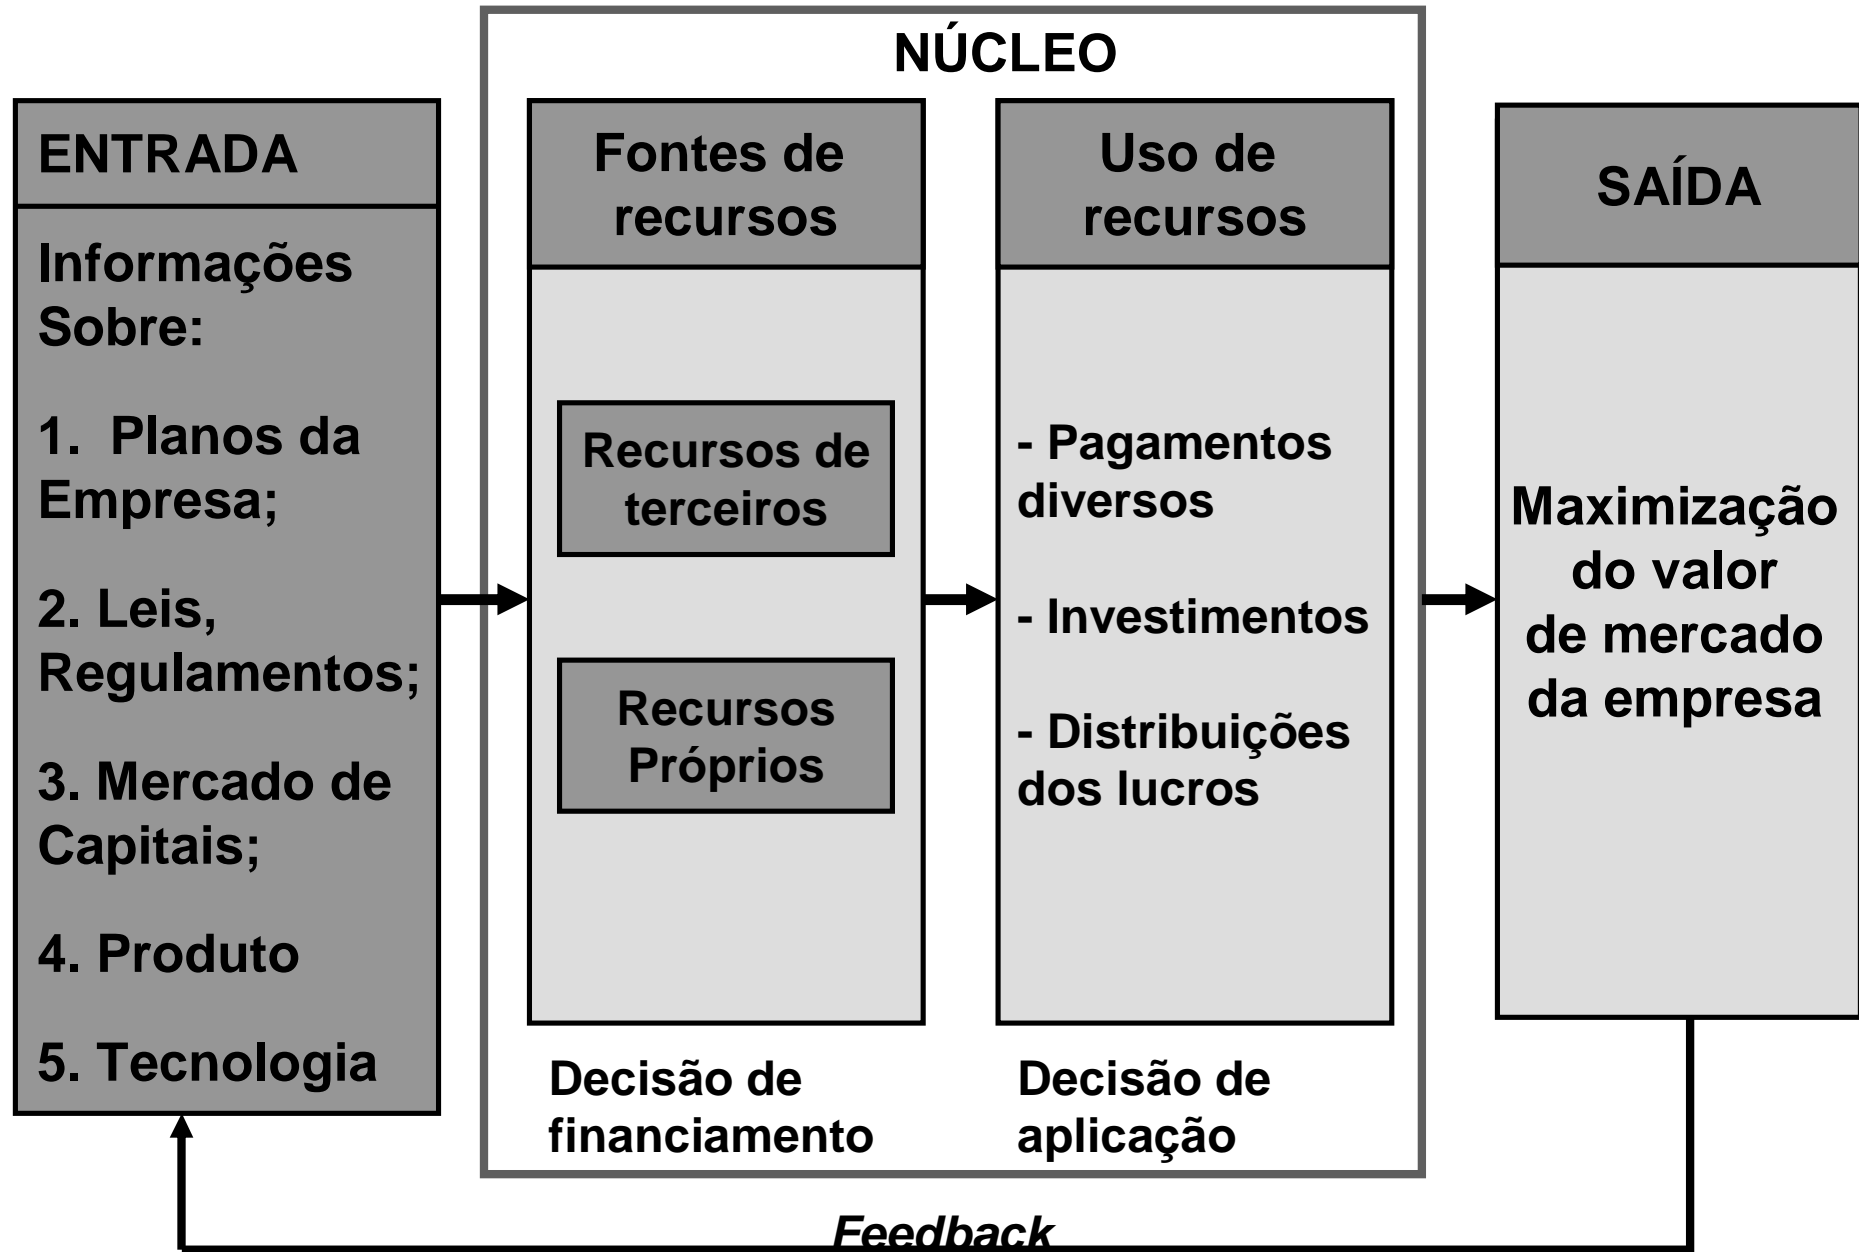 NÚCLEO
ENTRADA
Informações
Sobre:
1. Planos da
Empresa;
2. Leis,
Regulamentos;
3. Mercado de
Capitais;
4. Produto
5. Tecnologia
Fontes de
recursos
Recursos de
terceiros
Recursos
Próprios
Decisão de
financiamento
Uso de
recursos
- Pagamentos
diversos
- Investimentos
- Distribuições
dos lucros
Decisão de
aplicação
SAÍDA
Maximização
do valor
de mercado
da empresa
Feedback